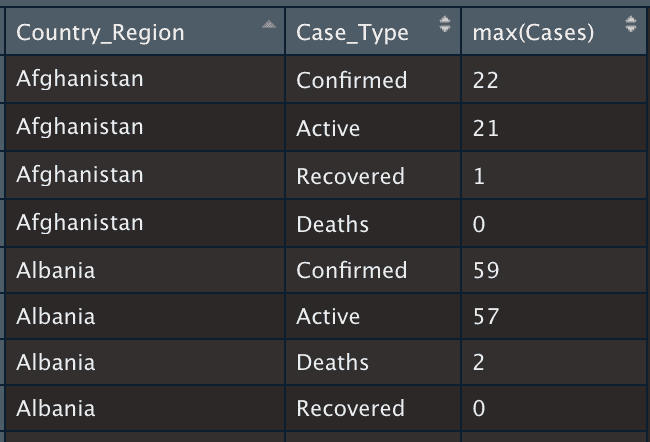 Country_Region Case_Type max(Cases)
Afghanistan Confirmed 22
Afghanistan Active 21
Afghanistan Recovered 1
Afghanistan Deaths 0
Albania Confirmed 59
Albania Active 57
Albania Deaths 2
Albania Recovered 0